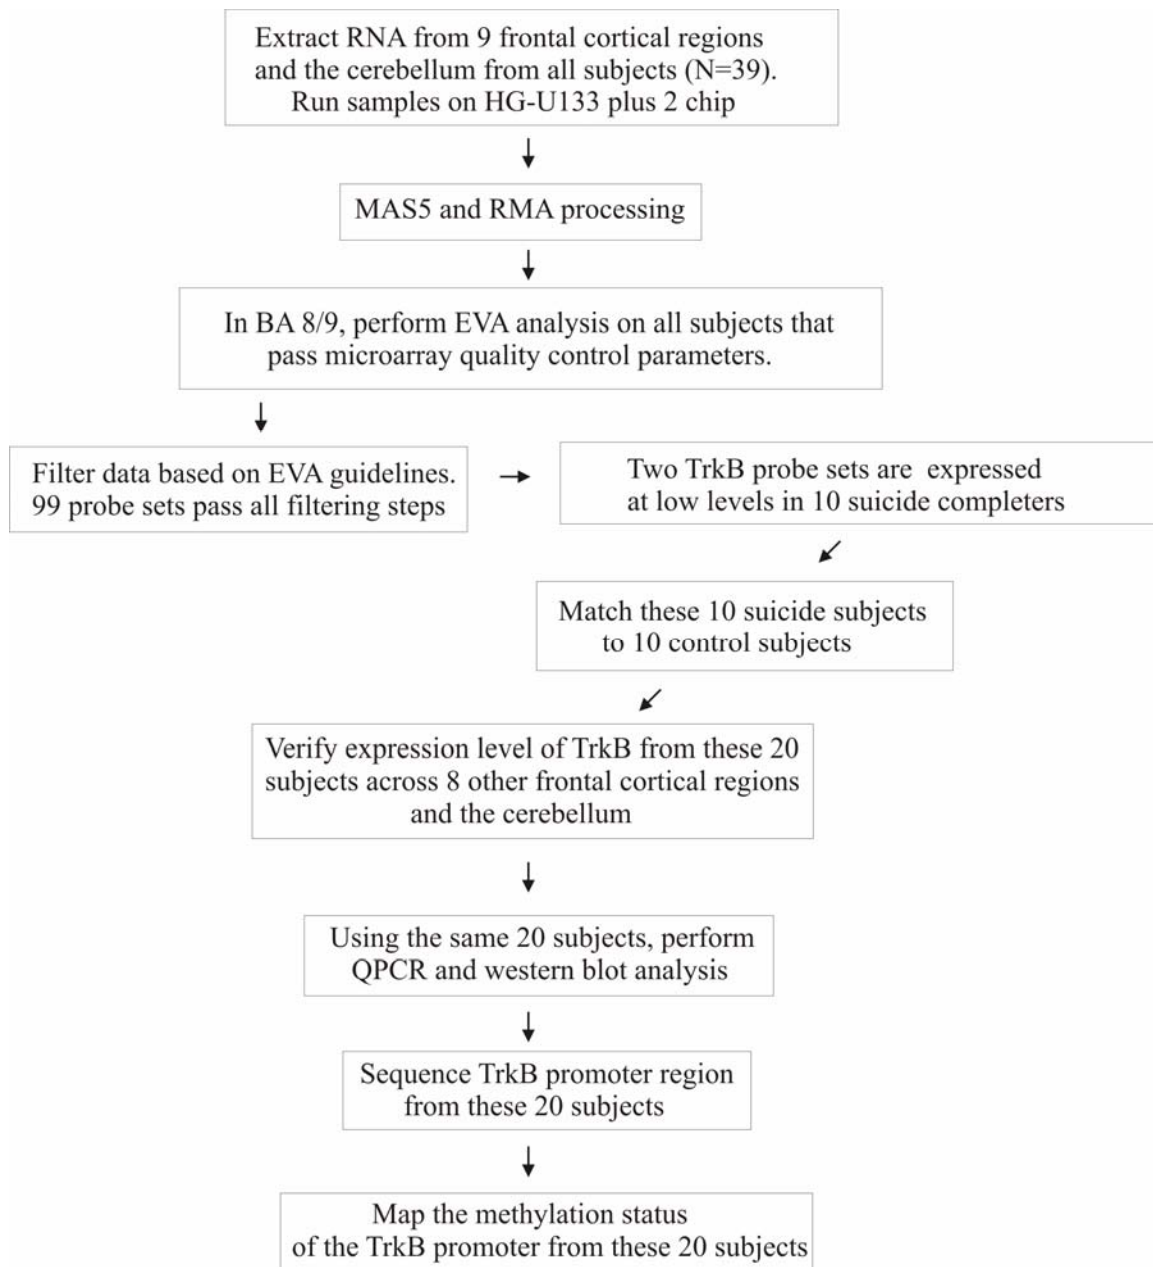 Extract RNA from 9 frontal cortical regions
and the cerebellum from all subjects (N=39).
Run samples on HG-U133 plus 2 chip
MAS5 and RMA processing
In BA 8/9, perform EVA analysis on all subjects that
pass microarray quality control parameters.
Filter data based on EVA guidelines.
99 probe sets pass all filtering steps
Two TrkB probe sets are expressed
at low levels in 10 suicide completers
Match these 10 suicide subjects
to 10 control subjects
Verify expression level of TrkB from these 20
subjects across 8 other frontal cortical regions
and the cerebellum
Using the same 20 subjects, perform
QPCR and western blot analysis
Sequence TrkB promoter region
from these 20 subjects
Map the methylation status
of the TrkB promoter from these 20 subjects